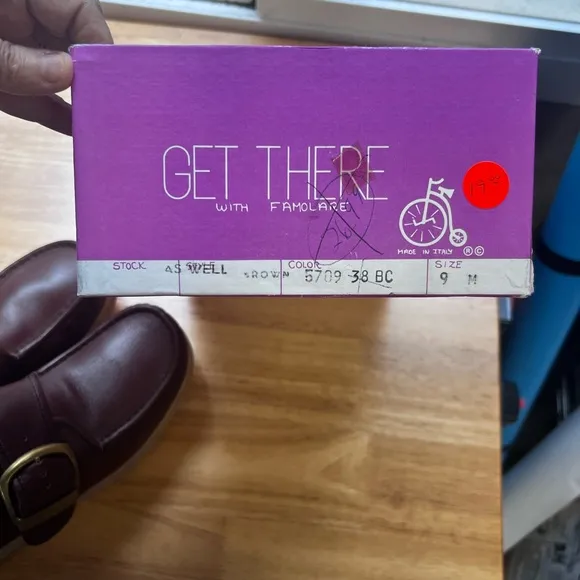 GET THERE
WITH FAMOLARE
MADE IN ITALY ® ©
STOCK STYLE COLOR SIZE
AS WELL BROWN 5709 38 BC 9 M